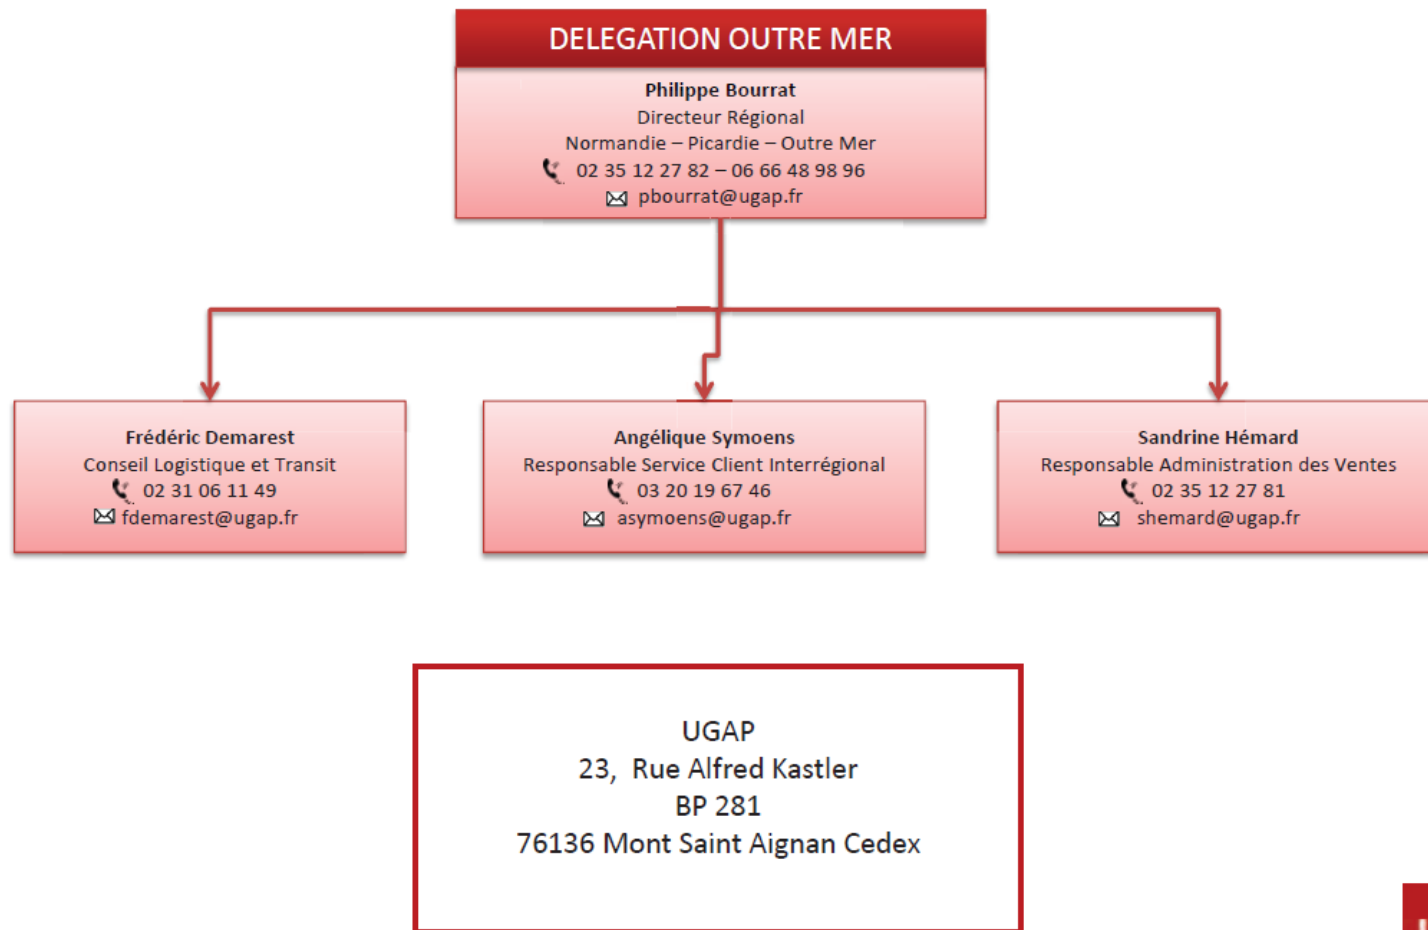 DELEGATION OUTRE MER
Philippe Bourrat
Directeur Régional
Normandie – Picardie – Outre Mer
02 35 12 27 82 – 06 66 48 98 96
pbourrat@ugap.fr
Frédéric Demarest
Conseil Logistique et Transit
02 31 06 11 49
fdemarest@ugap.fr
Angélique Symoens
Responsable Service Client Interrégional
03 20 19 67 46
asymoens@ugap.fr
Sandrine Hémard
Responsable Administration des Ventes
02 35 12 27 81
shemard@ugap.fr
UGAP
23, Rue Alfred Kastler
BP 281
76136 Mont Saint Aignan Cedex